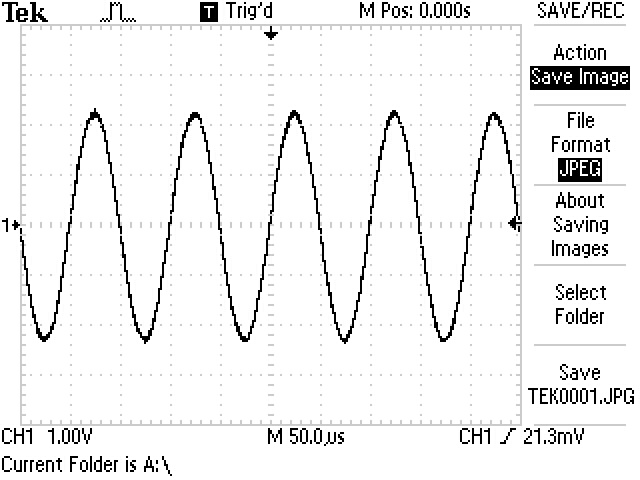 Tek
T Trig'd
M Pos: 0.000s
SAVE/REC
Action
Save Image
File
Format
JPEG
About
Saving
Images
Select
Folder
Save
TEK0001.JPG
1
CH1 1.00V
M 50.0µs
CH1 21.3mV
Current Folder is A:\